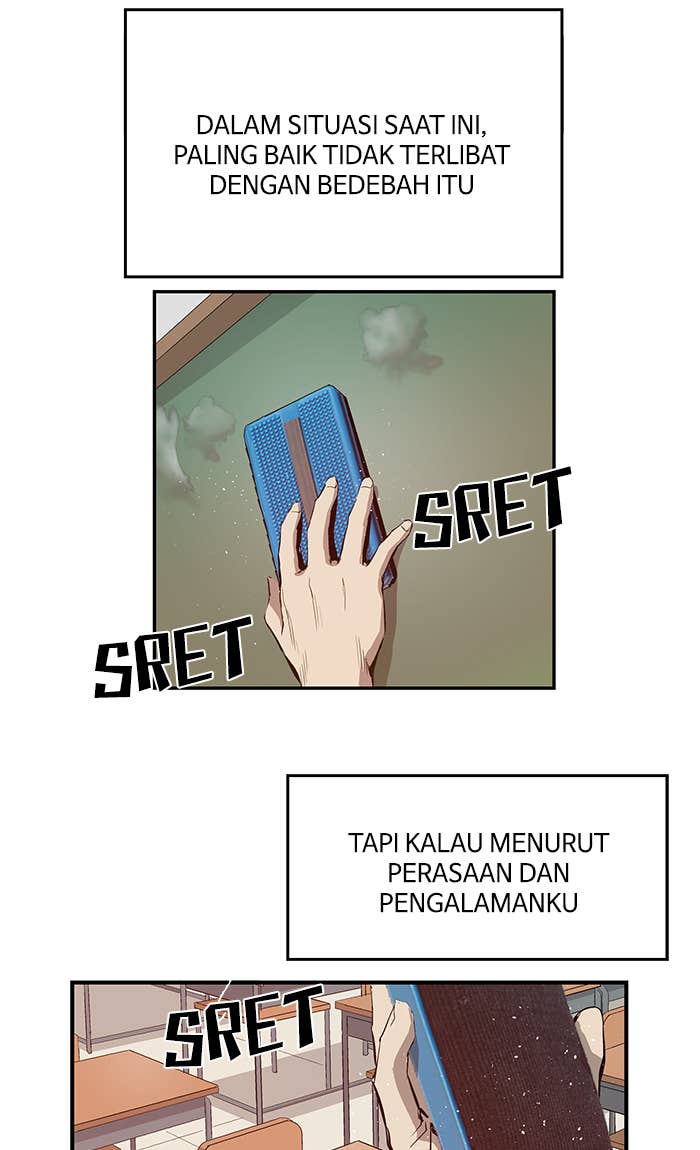 DALAM SITUASI SAAT INI,
PALING BAIK TIDAK TERLIBAT
DENGAN BEDEBAH ITU
SRET
SRET
TAPI KALAU MENURUT
PERASAAN DAN
PENGALAMANKU
SRET